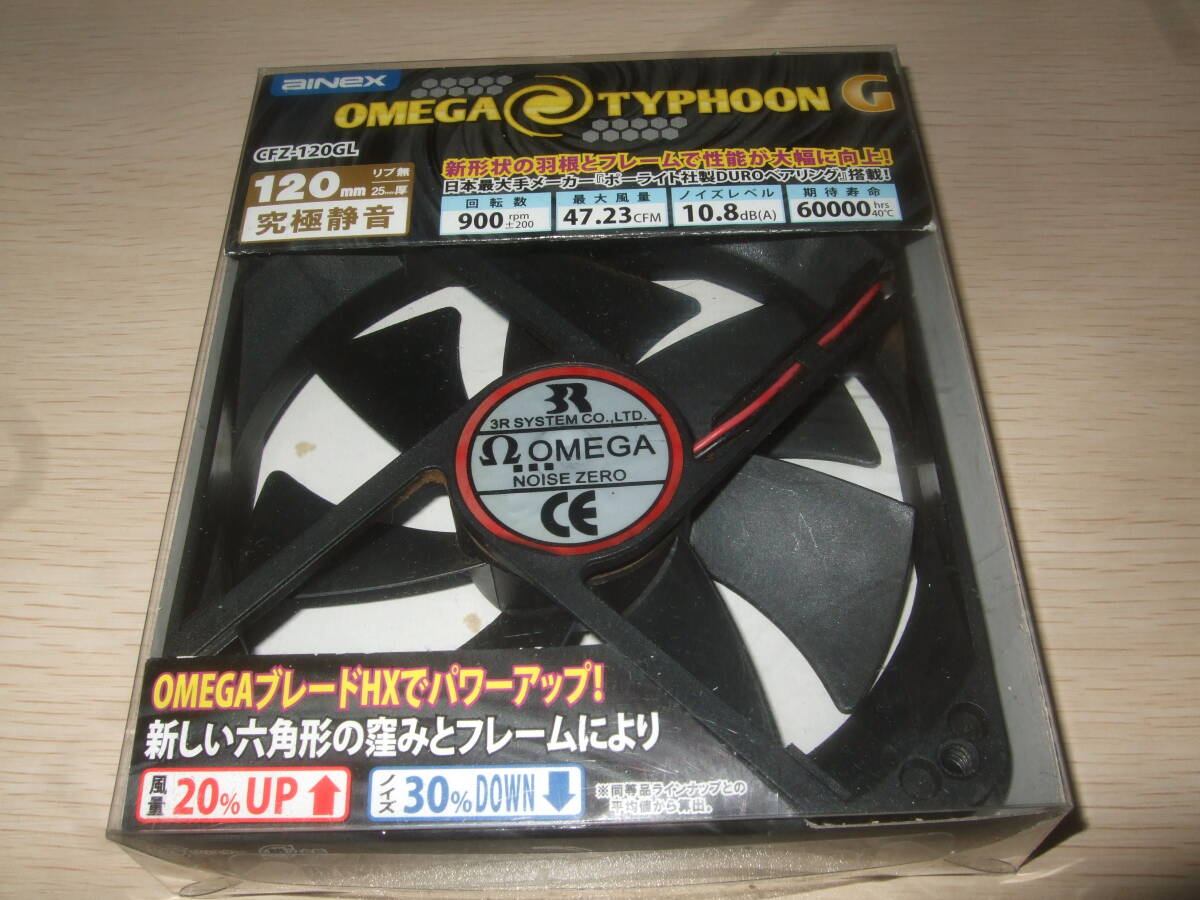 AINEX
OMEGA TYPHOON G
CFZ-120GL
新形状の羽根とフレームで性能が大幅に向上!
日本最大手メーカー『ポーライト社製DUROベアリング』搭載!
120mm リブ無 25mm厚
究極静音
回転数 900rpm ±200
最大風量 47.23CFM
ノイズレベル 10.8dB(A)
期待寿命 60000hrs 40℃
3R
3R SYSTEM CO.,LTD.
Ω OMEGA
NOISE ZERO
CE
OMEGAブレードHXでパワーアップ!
新しい六角形の窪みとフレームにより
風量 20%UP
ノイズ 30%DOWN
※同等品ラインナップとの
平均値から算出。